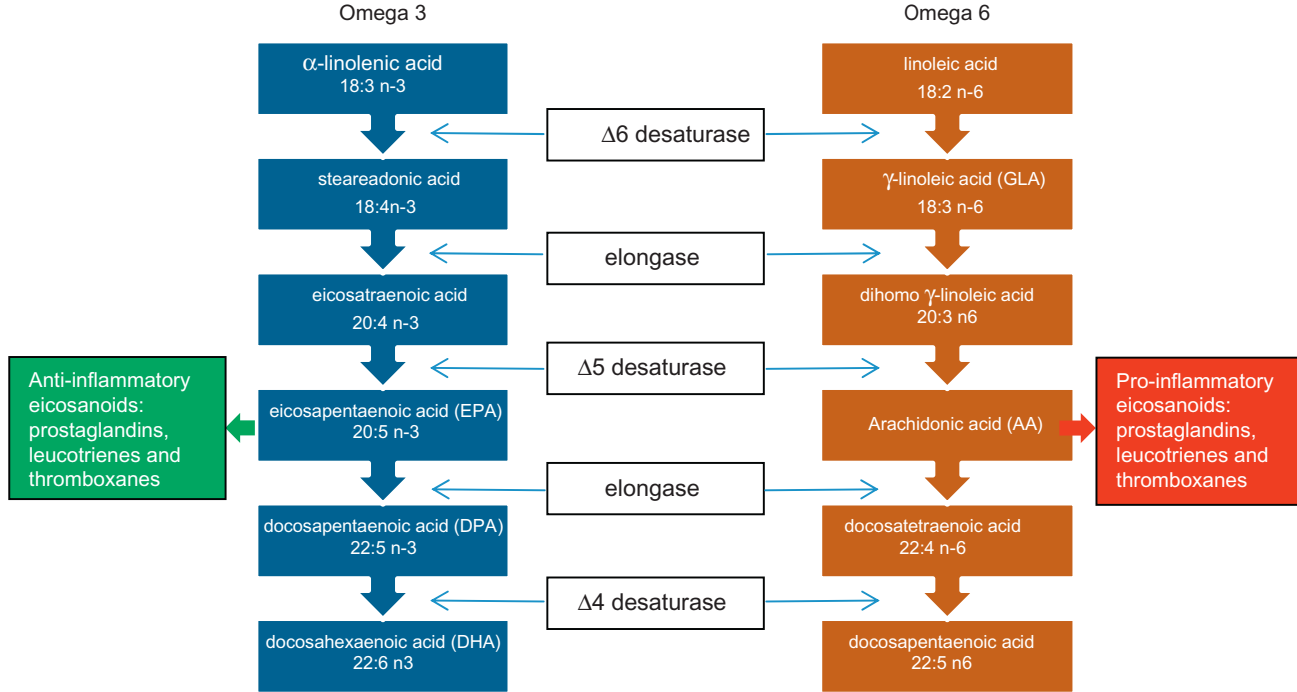 Omega 3
Omega 6
α-linolenic acid
18:3 n-3
linoleic acid
18:2 n-6
Δ6 desaturase
steareadonic acid
18:4n-3
γ-linoleic acid (GLA)
18:3 n-6
elongase
eicosatraenoic acid
20:4 n-3
dihomo γ-linoleic acid
20:3 n6
Δ5 desaturase
Anti-inflammatory
eicosanoids:
prostaglandins,
leucotrienes and
thromboxanes
eicosapentaenoic acid (EPA)
20:5 n-3
Arachidonic acid (AA)
Pro-inflammatory
eicosanoids:
prostaglandins,
leucotrienes and
thromboxanes
elongase
docosapentaenoic acid (DPA)
22:5 n-3
docosatetraenoic acid
22:4 n-6
Δ4 desaturase
docosahexaenoic acid (DHA)
22:6 n3
docosapentaenoic acid
22:5 n6